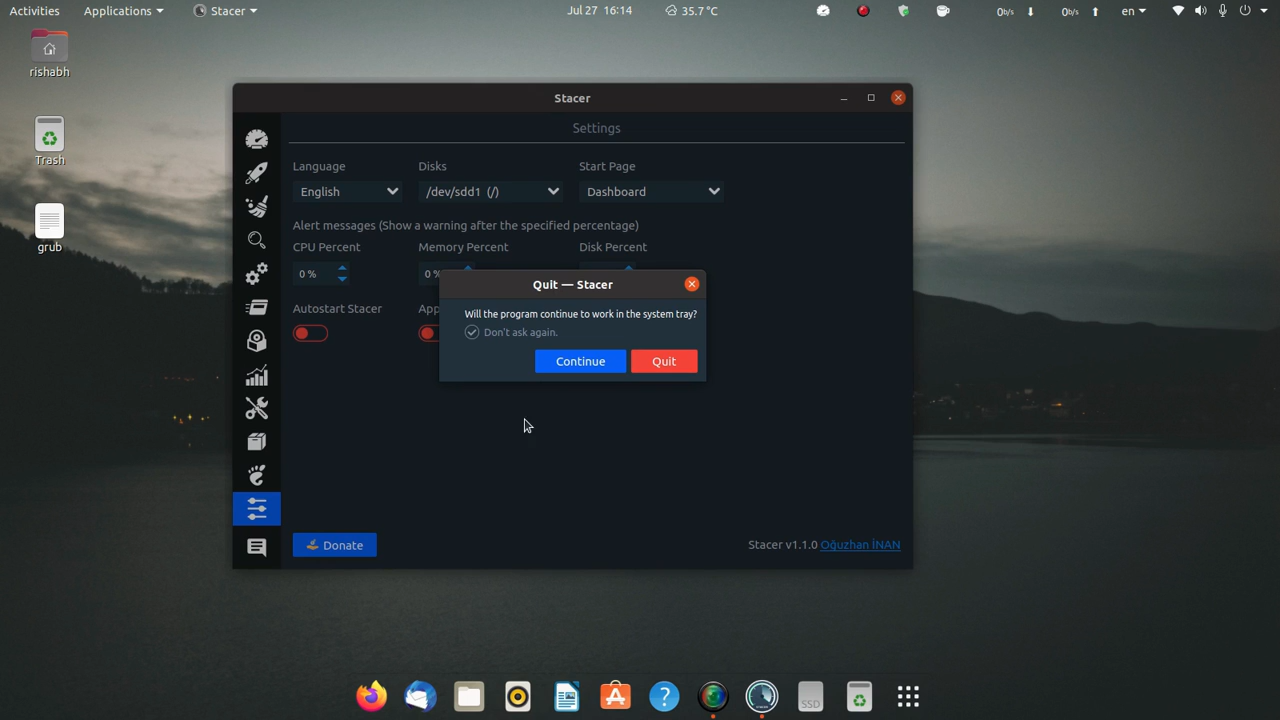 Activities Applications Stacer Jul 27 16:14 35.7°C 0b/s 0b/s en
rishabh
Trash
grub
Stacer
Settings
Language Disks Start Page
English /dev/sdd1 (/) Dashboard
Alert messages (Show a warning after the specified percentage)
CPU Percent Memory Percent Disk Percent
0 % 0 %
Autostart Stacer App
Quit — Stacer
Will the program continue to work in the system tray?
Don't ask again.
Continue Quit
Donate Stacer v1.1.0 Oğuzhan İNAN
SSD